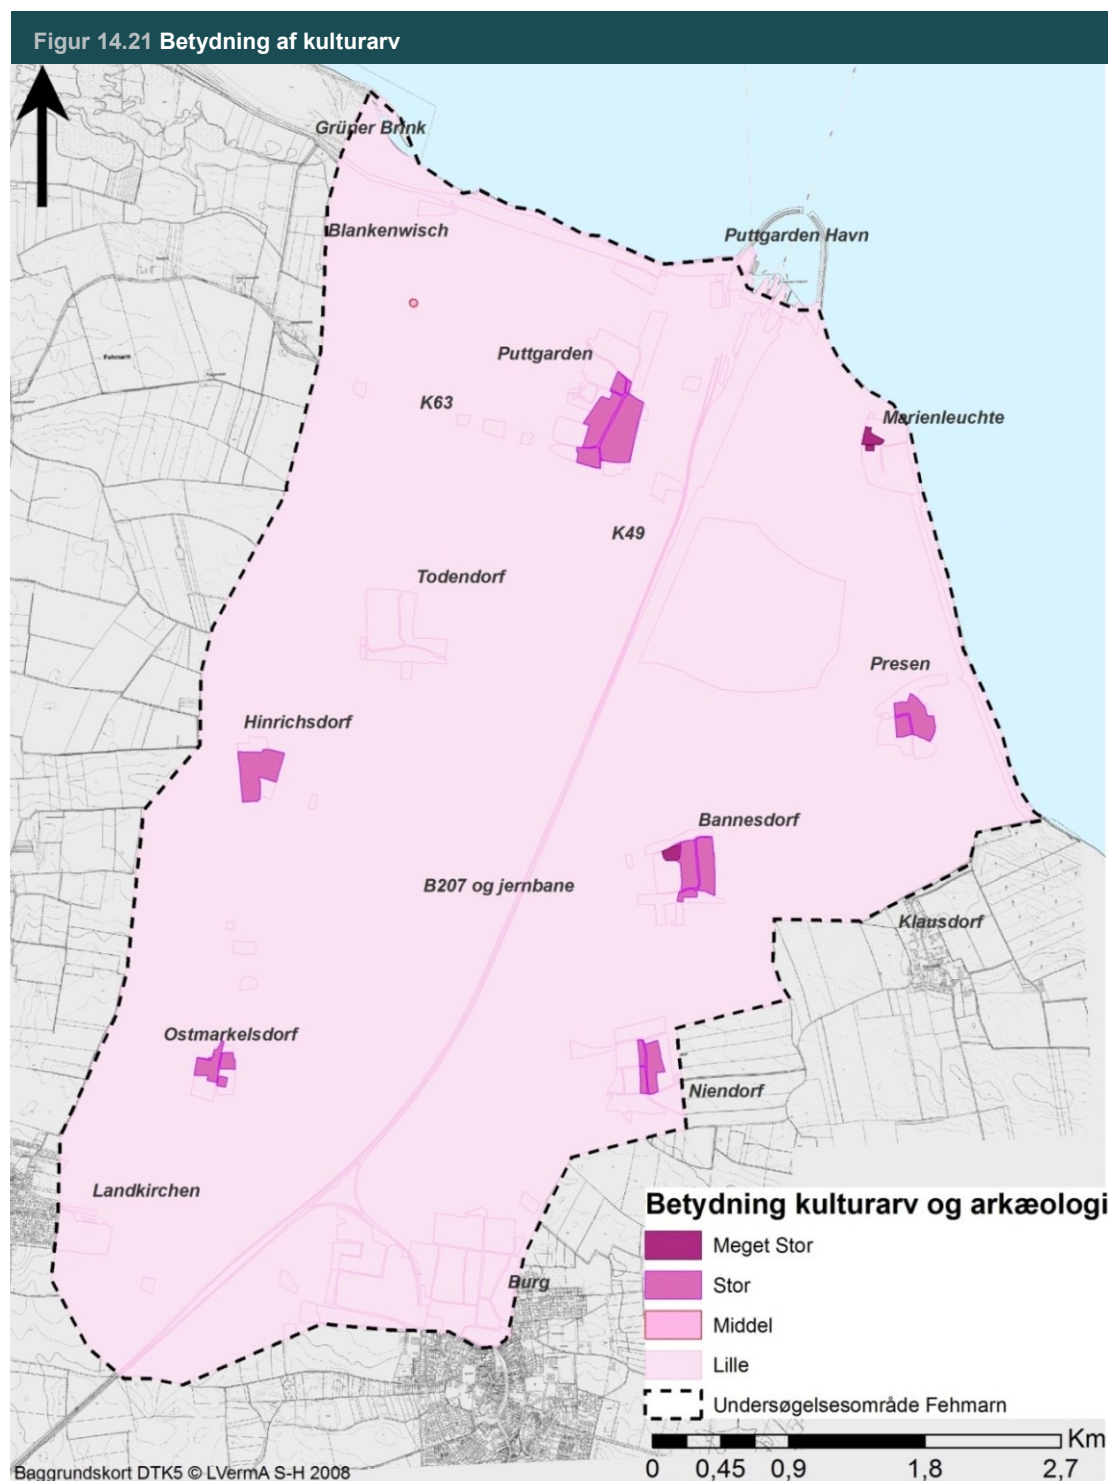 Figur 14.21 Betydning af kulturarv
Grüner Brink
Blankenwisch
Puttgarden Havn
Puttgarden
K63
Marienleuchte
K49
Todendorf
Presen
Hinrichsdorf
Bannesdorf
B207 og jernbane
Klausdorf
Ostmarkelsdorf
Niendorf
Landkirchen
Burg
Betydning kulturarv og arkæologi
Meget Stor
Stor
Middel
Lille
Undersøgelsesområde Fehmarn
Km
0 0,45 0,9 1,8 2,7
Baggrundskort DTK5 © LVermA S-H 2008